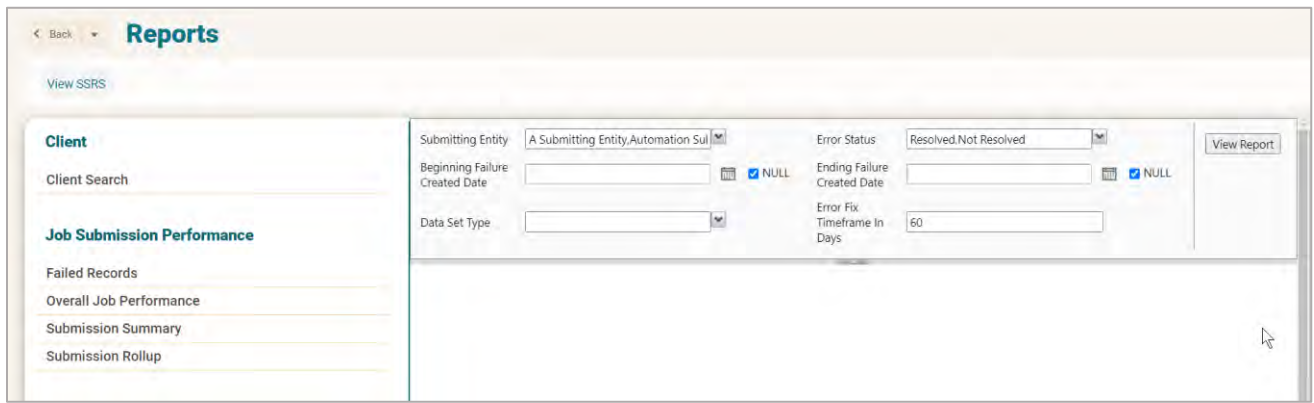 Back
Reports
View SSRS
Client
Client Search
Job Submission Performance
Failed Records
Overall Job Performance
Submission Summary
Submission Rollup
Submitting Entity
A Submitting Entity,Automation Sul
Error Status
Resolved,Not Resolved
View Report
Beginning Failure
Created Date
NULL
Ending Failure
Created Date
NULL
Data Set Type
Error Fix
Timeframe In
Days
60